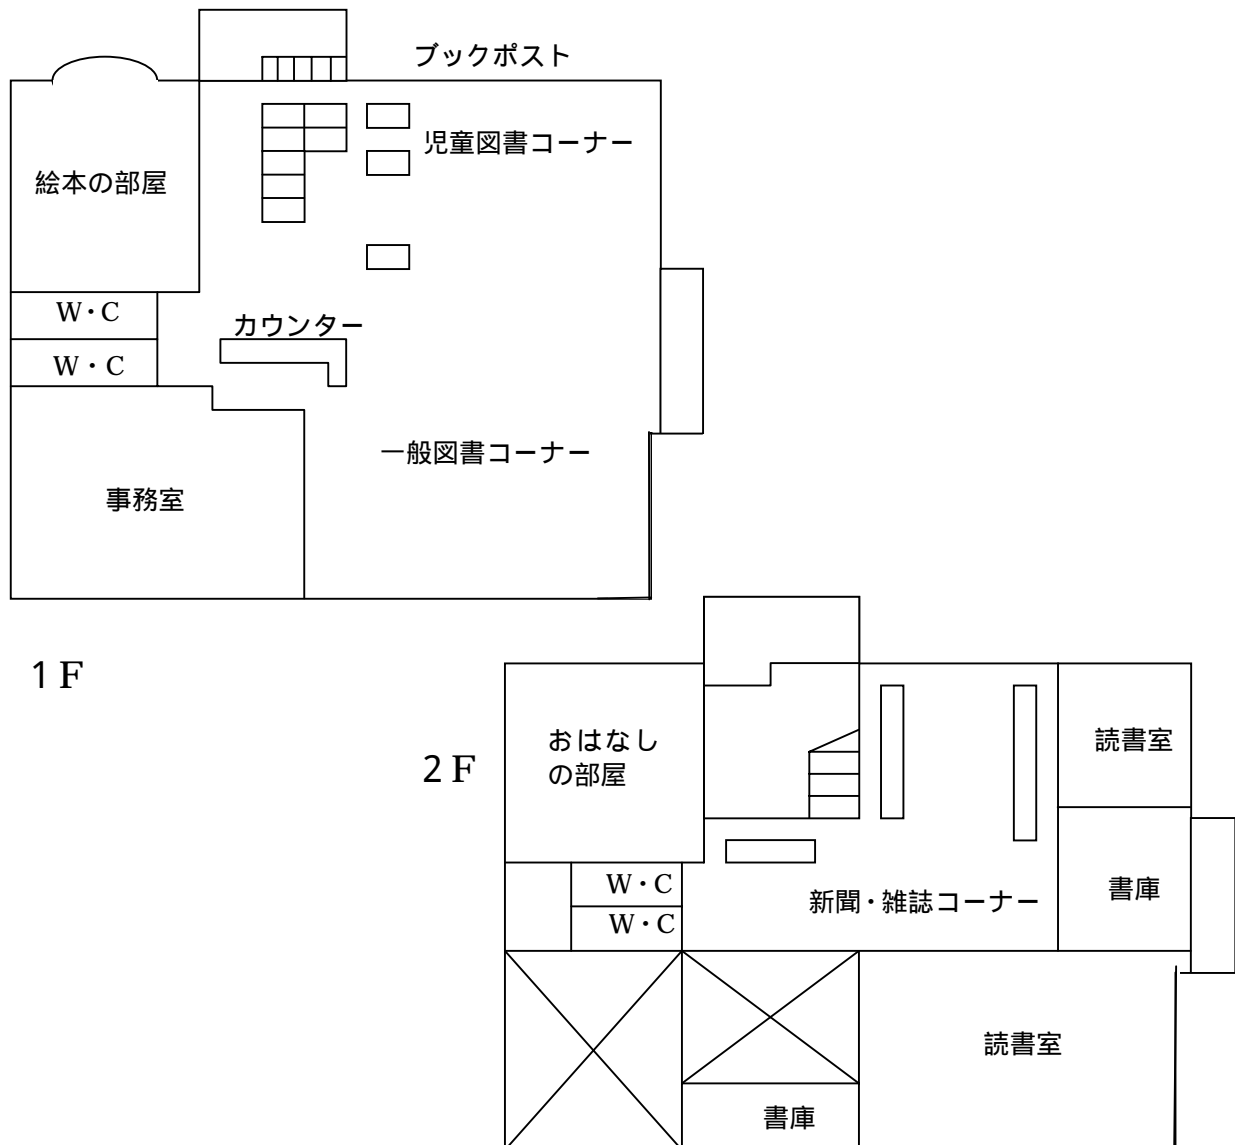 ブックポスト
児童図書コーナー
絵本の部屋
W・C
カウンター
W・C
一般図書コーナー
事務室
1F
2F
おはなし
の部屋
読書室
書庫
W・C
新聞・雑誌コーナー
W・C
読書室
書庫